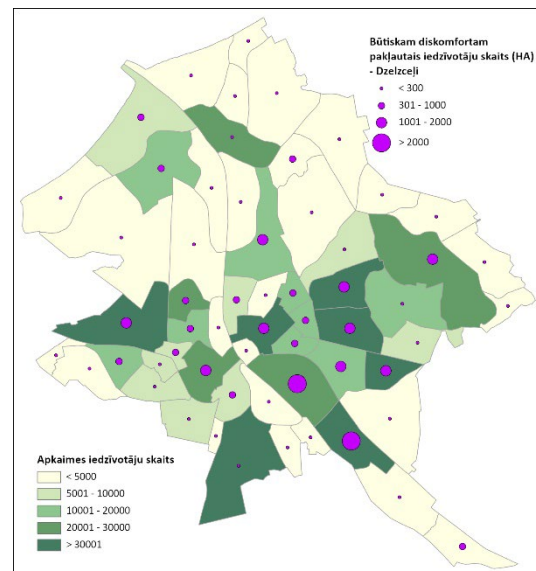 Būtiskam diskomfortam
pakļautais iedzīvotāju skaits (HA)
- Dzelzceļi
< 300
301 - 1000
1001 - 2000
> 2000
Apkaimes iedzīvotāju skaits
< 5000
5001 - 10000
10001 - 20000
20001 - 30000
> 30001